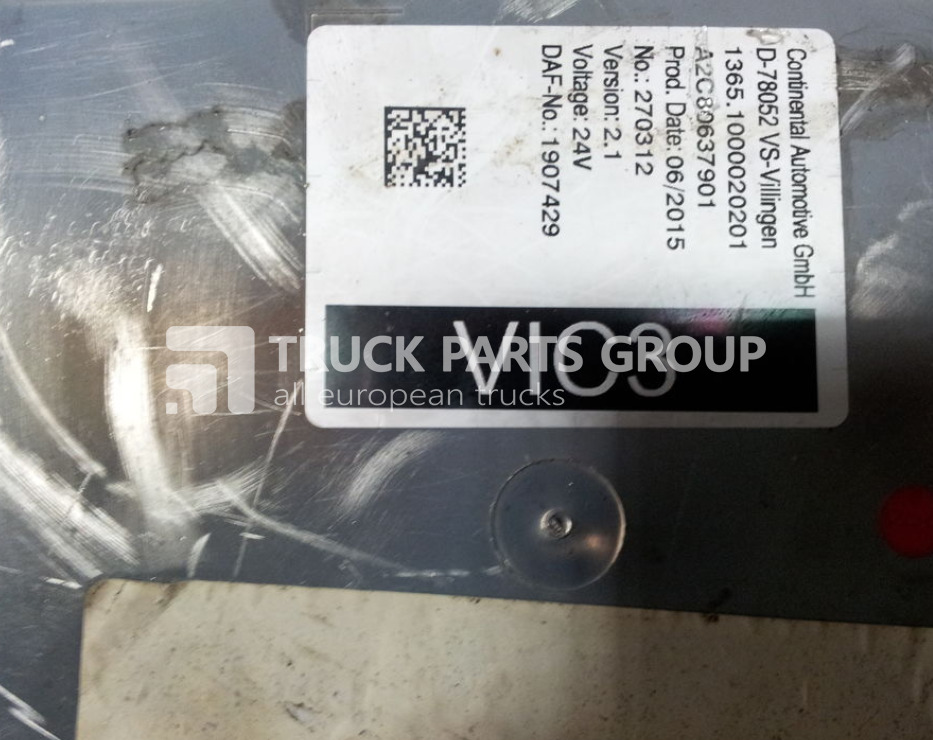 Continental Automotive GmbH
D-78052 VS-Villingen
1365.1000020201
A2C80637901
Prod. Date: 06/2015
No.: 270312
Version: 2.1
Voltage: 24V
DAF-No.: 1907429
VIC3
TRUCK PARTS GROUP
all european trucks